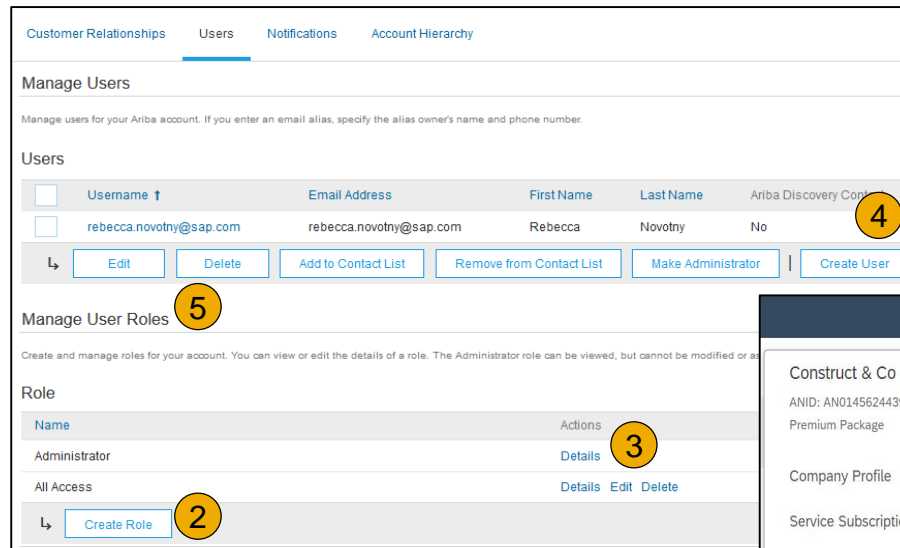 Customer Relationships Users Notifications Account Hierarchy
Manage Users
Manage users for your Ariba account. If you enter an email alias, specify the alias owner's name and phone number.
Users
Username ↑ Email Address First Name Last Name Ariba Discovery
4
rebecca.novotny@sap.com rebecca.novotny@sap.com Rebecca Novotny No
↳ Edit Delete Add to Contact List Remove from Contact List Make Administrator | Create User
5
Manage User Roles
Create and manage roles for your account. You can view or edit the details of a role. The Administrator role can be viewed, but cannot be modified or
Role
Name Actions
Administrator Details
3
All Access Details Edit Delete
↳ Create Role
2
Construct & Co
ANID: AN0145624439
Premium Package
Company Profile
Service